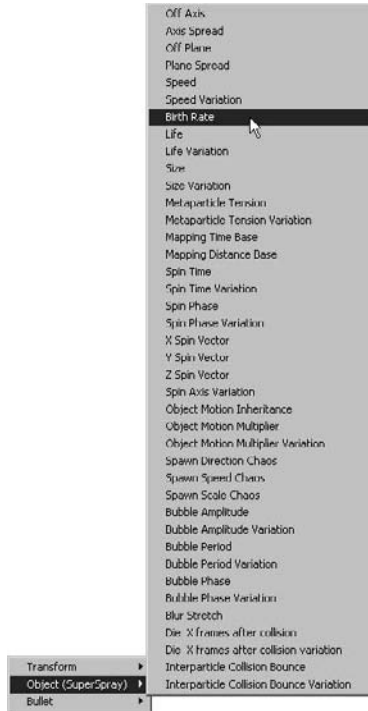 Off Axis
Axis Spread
Off Plane
Plane Spread
Speed
Speed Variation
Birth Rate
Life
Life Variation
Size
Size Variation
Metaparticle Tension
Metaparticle Tension Variation
Mapping Time Base
Mapping Distance Base
Spin Time
Spin Time Variation
Spin Phase
Spin Phase Variation
X Spin Vector
Y Spin Vector
Z Spin Vector
Spin Axis Variation
Object Motion Inheritance
Object Motion Multiplier
Object Motion Multiplier Variation
Spawn Direction Chaos
Spawn Speed Chaos
Spawn Scale Chaos
Bubble Amplitude
Bubble Amplitude Variation
Bubble Period
Bubble Period Variation
Bubble Phase
Bubble Phase Variation
Blur Stretch
Die X frames after collision
Die X frames after collision variation
Interparticle Collision Bounce
Interparticle Collision Bounce Variation
Transform
Object (SuperSpray)
Bullet